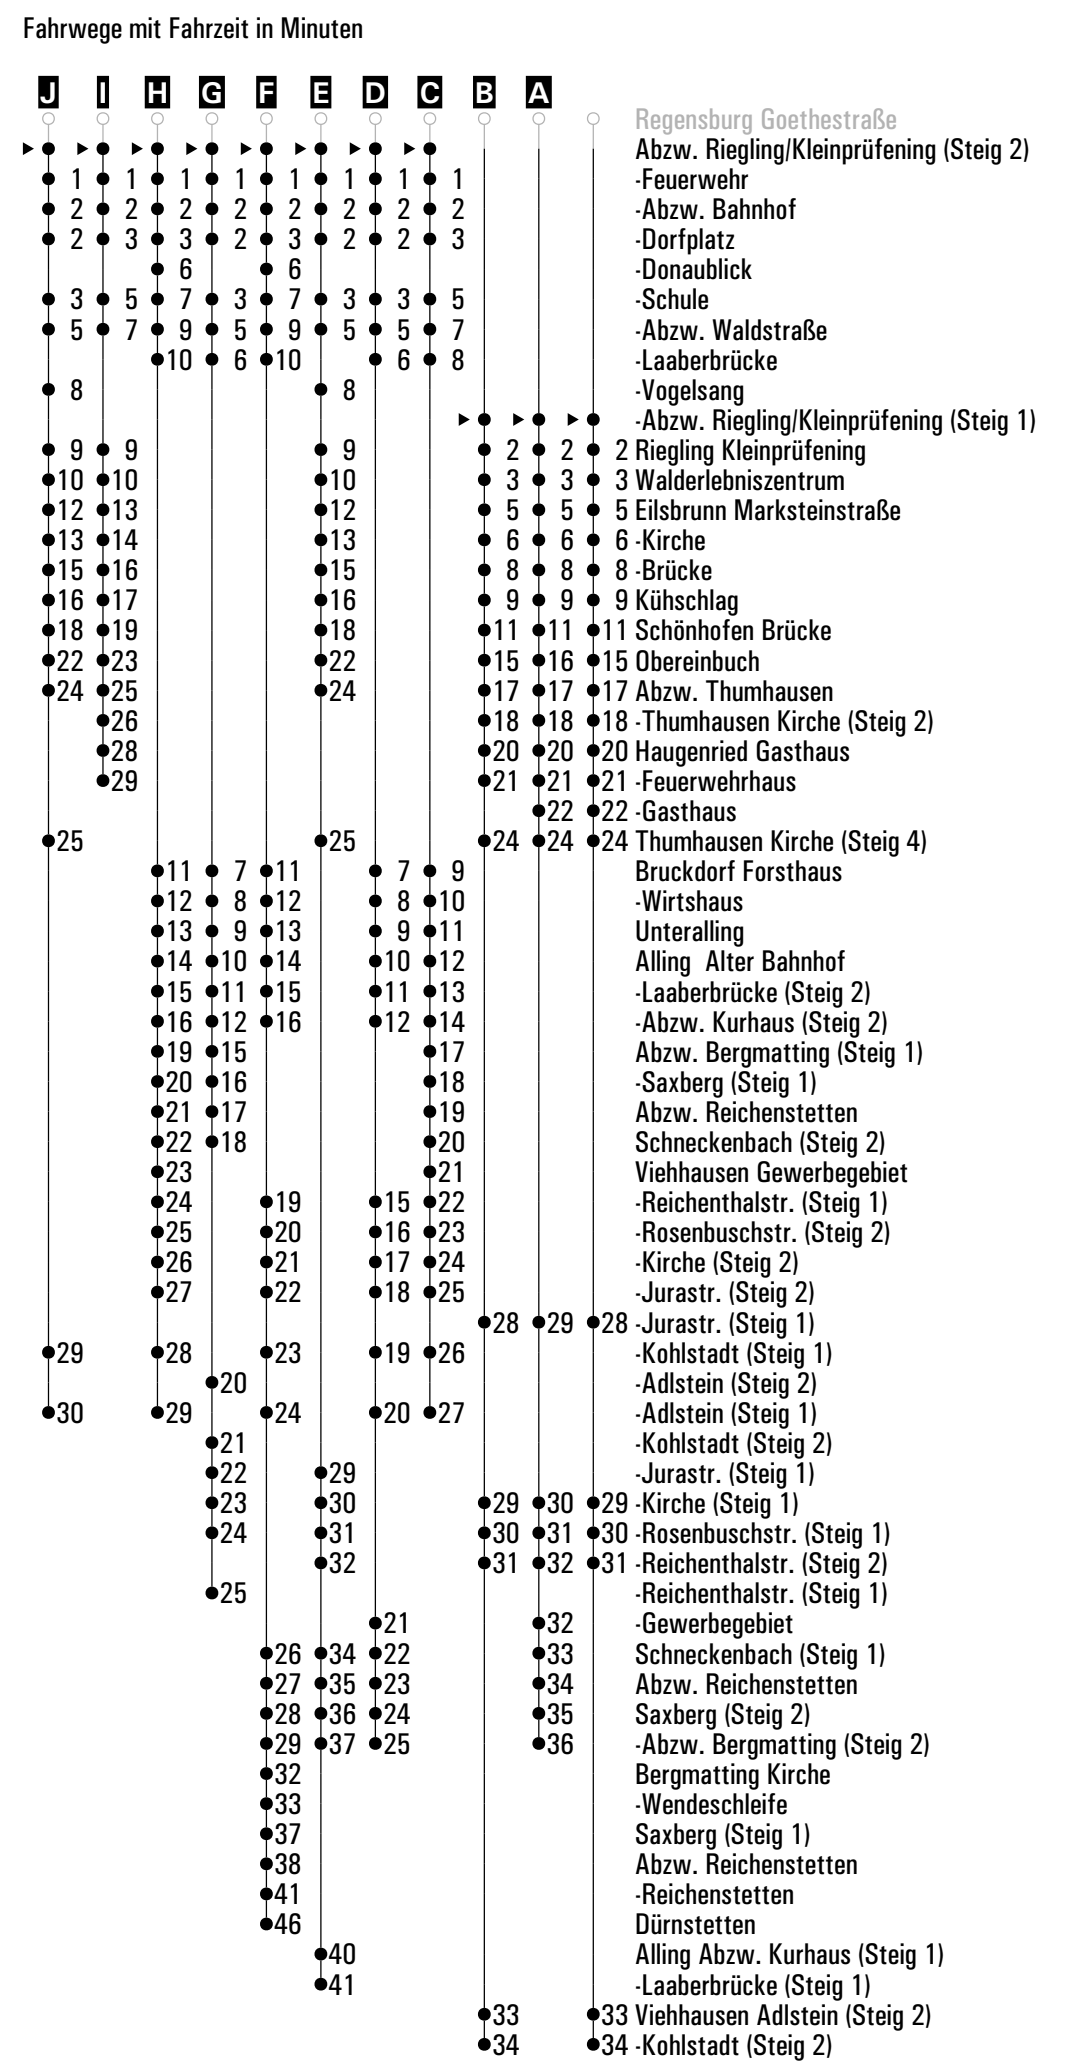 Fahrwege mit Fahrzeit in Minuten
J I H G F E D C B A
Regensburg Goethestraße
Abzw. Riegling/Kleinprüfening (Steig 2)
1 1 1 1 1 1 1 1 -Feuerwehr
2 2 2 2 2 2 2 2 -Abzw. Bahnhof
2 3 3 2 3 2 2 3 -Dorfplatz
6 6 -Donaublick
3 5 7 3 7 3 3 5 -Schule
5 7 9 5 9 5 5 7 -Abzw. Waldstraße
10 6 10 6 8 -Laaberbrücke
8 8 -Vogelsang
-Abzw. Riegling/Kleinprüfening (Steig 1)
9 9 9 2 2 2 Riegling Kleinprüfening
10 10 10 3 3 3 Walderlebniszentrum
12 13 12 5 5 5 Eilsbrunn Marksteinstraße
13 14 13 6 6 6 -Kirche
15 16 15 8 8 8 -Brücke
16 17 16 9 9 9 Kühschlag
18 19 18 11 11 11 Schönhofen Brücke
22 23 22 15 16 15 Obereinbuch
24 25 24 17 17 17 Abzw. Thumhausen
26 18 18 18 -Thumhausen Kirche (Steig 2)
28 20 20 20 Haugenried Gasthaus
29 21 21 21 -Feuerwehrhaus
22 22 -Gasthaus
25 25 24 24 24 Thumhausen Kirche (Steig 4)
11 7 11 7 9 Bruckdorf Forsthaus
12 8 12 8 10 -Wirtshaus
13 9 13 9 11 Unteralling
14 10 14 10 12 Alling Alter Bahnhof
15 11 15 11 13 -Laaberbrücke (Steig 2)
16 12 16 12 14 -Abzw. Kurhaus (Steig 2)
19 15 17 Abzw. Bergmatting (Steig 1)
20 16 18 -Saxberg (Steig 1)
21 17 19 Abzw. Reichenstetten
22 18 20 Schneckenbach (Steig 2)
23 21 Viehhausen Gewerbegebiet
24 19 15 22 -Reichenthalstr. (Steig 1)
25 20 16 23 -Rosenbuschstr. (Steig 2)
26 21 17 24 -Kirche (Steig 2)
27 22 18 25 -Jurastr. (Steig 2)
28 29 28 -Jurastr. (Steig 1)
29 28 23 19 26 -Kohlstadt (Steig 1)
20 -Adlstein (Steig 2)
30 29 24 20 27 -Adlstein (Steig 1)
21 -Kohlstadt (Steig 2)
22 29 -Jurastr. (Steig 1)
23 30 29 30 29 -Kirche (Steig 1)
24 31 30 31 30 -Rosenbuschstr. (Steig 1)
32 31 32 31 -Reichenthalstr. (Steig 2)
25 -Reichenthalstr. (Steig 1)
21 32 -Gewerbegebiet
26 34 22 33 Schneckenbach (Steig 1)
27 35 23 34 Abzw. Reichenstetten
28 36 24 35 Saxberg (Steig 2)
29 37 25 36 -Abzw. Bergmatting (Steig 2)
32 Bergmatting Kirche
33 -Wendeschleife
37 Saxberg (Steig 1)
38 Abzw. Reichenstetten
41 -Reichenstetten
46 Dürnstetten
40 Alling Abzw. Kurhaus (Steig 1)
41 -Laaberbrücke (Steig 1)
33 33 Viehhausen Adlstein (Steig 2)
34 34 -Kohlstadt (Steig 2)